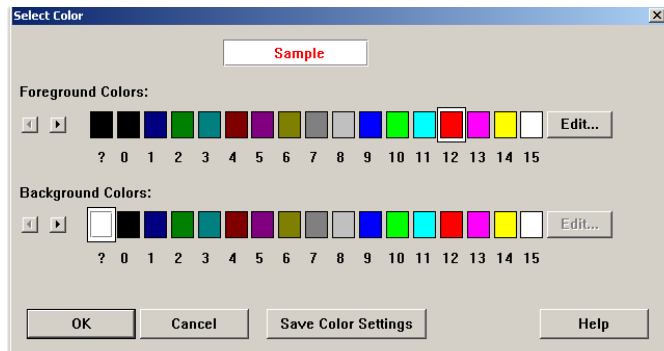 Select Color
Sample
Foreground Colors:
Edit...
? 0 1 2 3 4 5 6 7 8 9 10 11 12 13 14 15
Background Colors:
Edit...
? 0 1 2 3 4 5 6 7 8 9 10 11 12 13 14 15
OK Cancel Save Color Settings Help